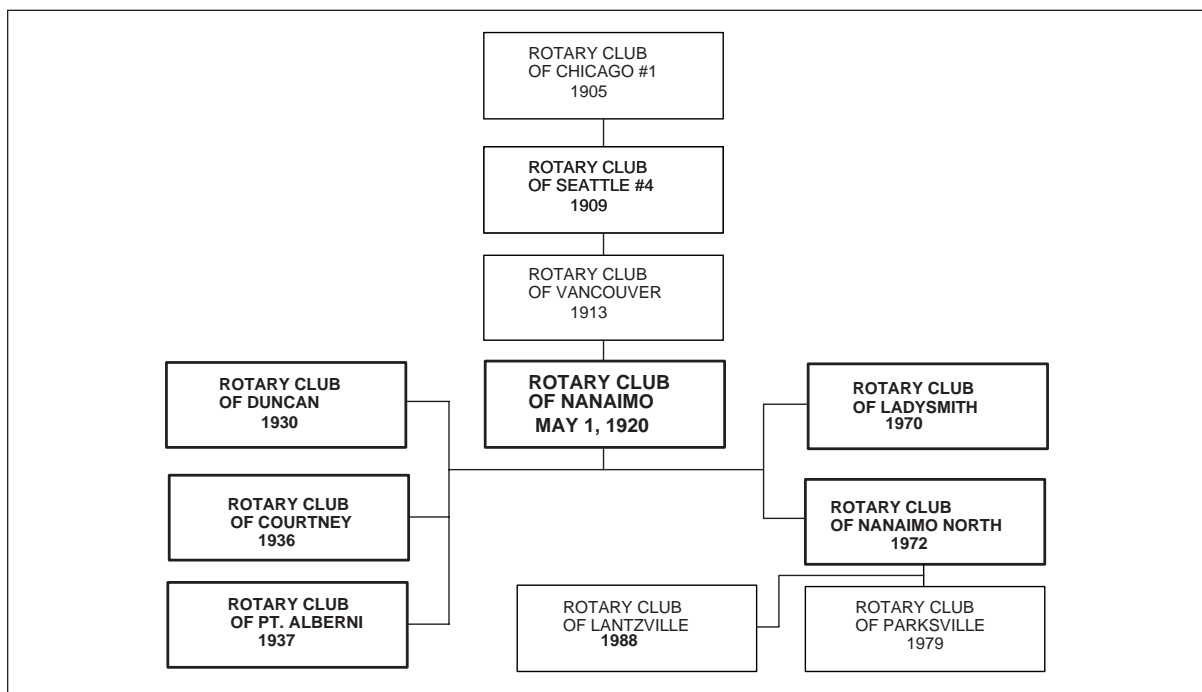 ROTARY CLUB
OF CHICAGO #1
1905
ROTARY CLUB
OF SEATTLE #4
1909
ROTARY CLUB
OF VANCOUVER
1913
ROTARY CLUB
OF NANAIMO
MAY 1, 1920
ROTARY CLUB
OF DUNCAN
1930
ROTARY CLUB
OF COURTNEY
1936
ROTARY CLUB
OF PT. ALBERNI
1937
ROTARY CLUB
OF LADYSMITH
1970
ROTARY CLUB
OF NANAIMO NORTH
1972
ROTARY CLUB
OF LANTZVILLE
1988
ROTARY CLUB
OF PARKSVILLE
1979